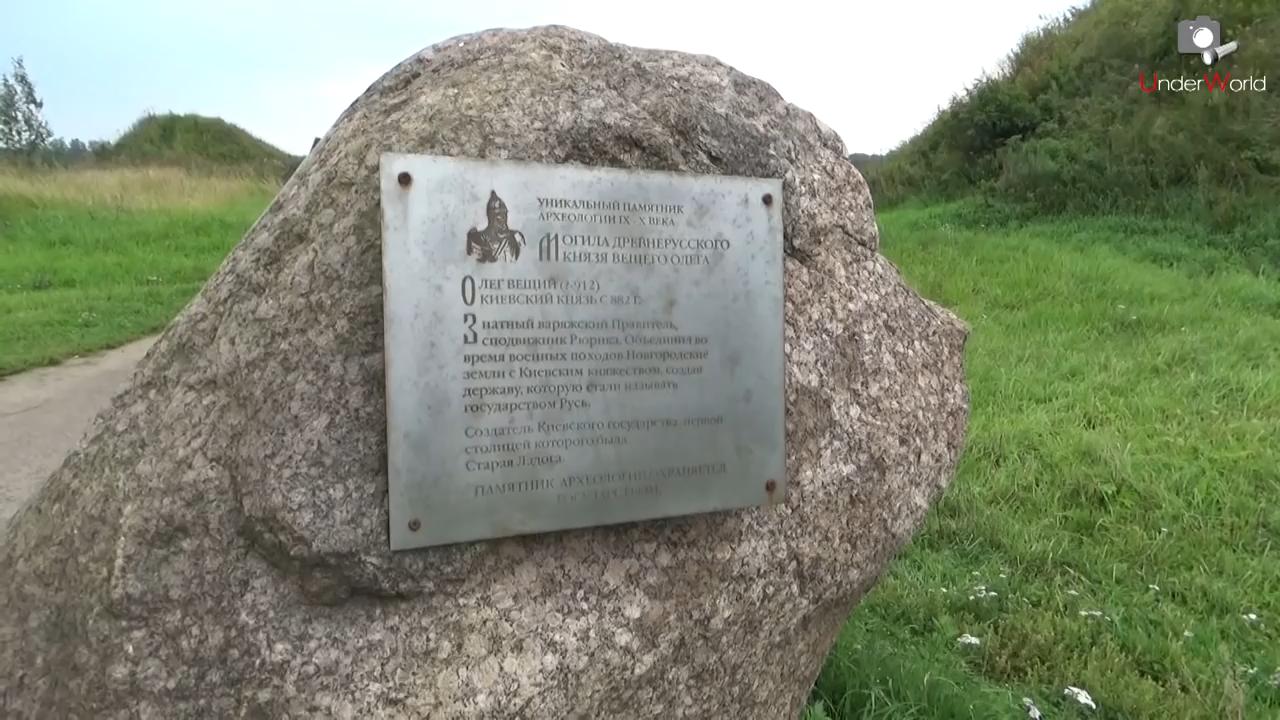 UnderWorld
УНИКАЛЬНЫЙ ПАМЯТНИК
АРХЕОЛОГИИ IX - X ВЕКА
МОГИЛА ДРЕВНЕРУССКОГО
КНЯЗЯ ВЕЩЕГО ОЛЕГА
ОЛЕГ ВЕЩИЙ (?-912)
КИЕВСКИЙ КНЯЗЬ С 882 Г.
Знатный варяжский Правитель,
сподвижник Рюрика. Объединил во
время военных походов Новгородские
земли с Киевским княжеством, создав
державу, которую стали называть
государством Русь.
Создатель Киевского государства, первой
столицей которого была
Старая Ладога.
ПАМЯТНИК АРХЕОЛОГИИ ОХРАНЯЕТСЯ
ГОСУДАРСТВОМ